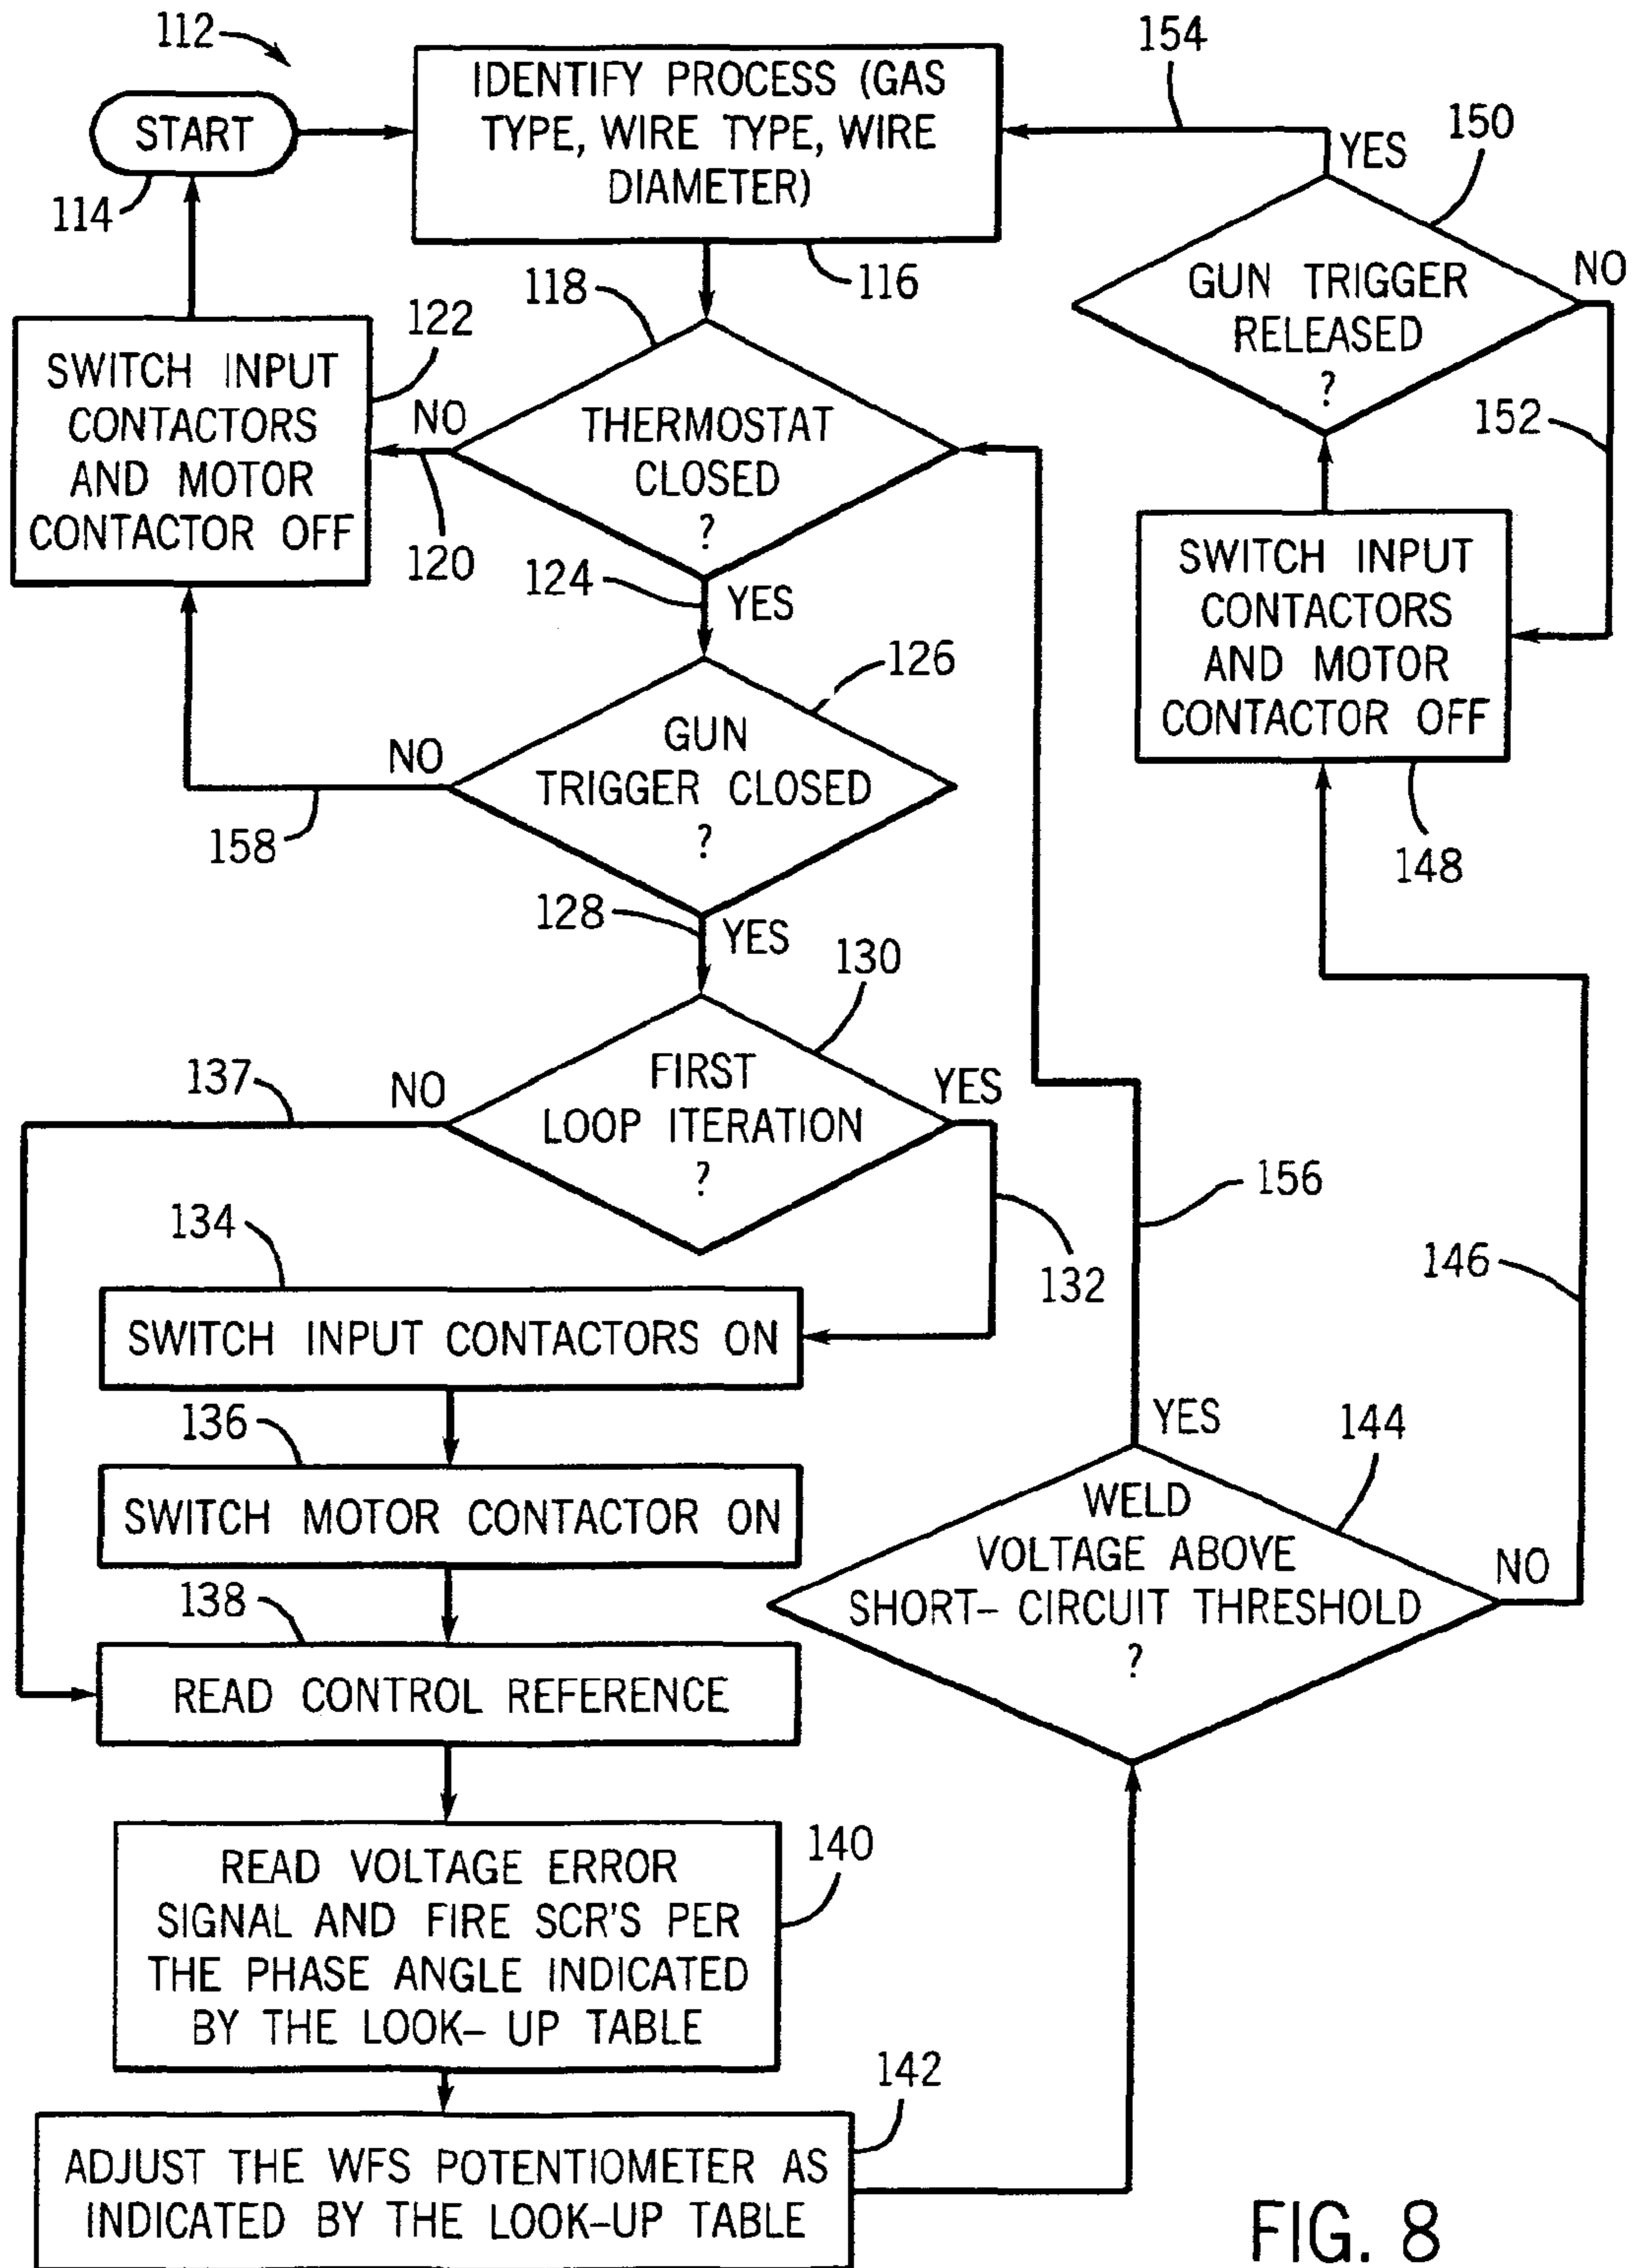 112
154
IDENTIFY PROCESS (GAS
TYPE, WIRE TYPE, WIRE
DIAMETER)
START
114
116
150
YES
GUN TRIGGER
RELEASED
?
NO
152
118
122
SWITCH INPUT
CONTACTORS
AND MOTOR
CONTACTOR OFF
NO
120
THERMOSTAT
CLOSED
?
124
YES
SWITCH INPUT
CONTACTORS
AND MOTOR
CONTACTOR OFF
148
126
GUN
TRIGGER CLOSED
?
NO
158
128
YES
130
FIRST
LOOP ITERATION
?
137
NO
YES
132
156
146
134
SWITCH INPUT CONTACTORS ON
136
SWITCH MOTOR CONTACTOR ON
138
READ CONTROL REFERENCE
YES
144
WELD
VOLTAGE ABOVE
SHORT- CIRCUIT THRESHOLD
?
NO
140
READ VOLTAGE ERROR
SIGNAL AND FIRE SCR'S PER
THE PHASE ANGLE INDICATED
BY THE LOOK- UP TABLE
142
ADJUST THE WFS POTENTIOMETER AS
INDICATED BY THE LOOK-UP TABLE
FIG. 8